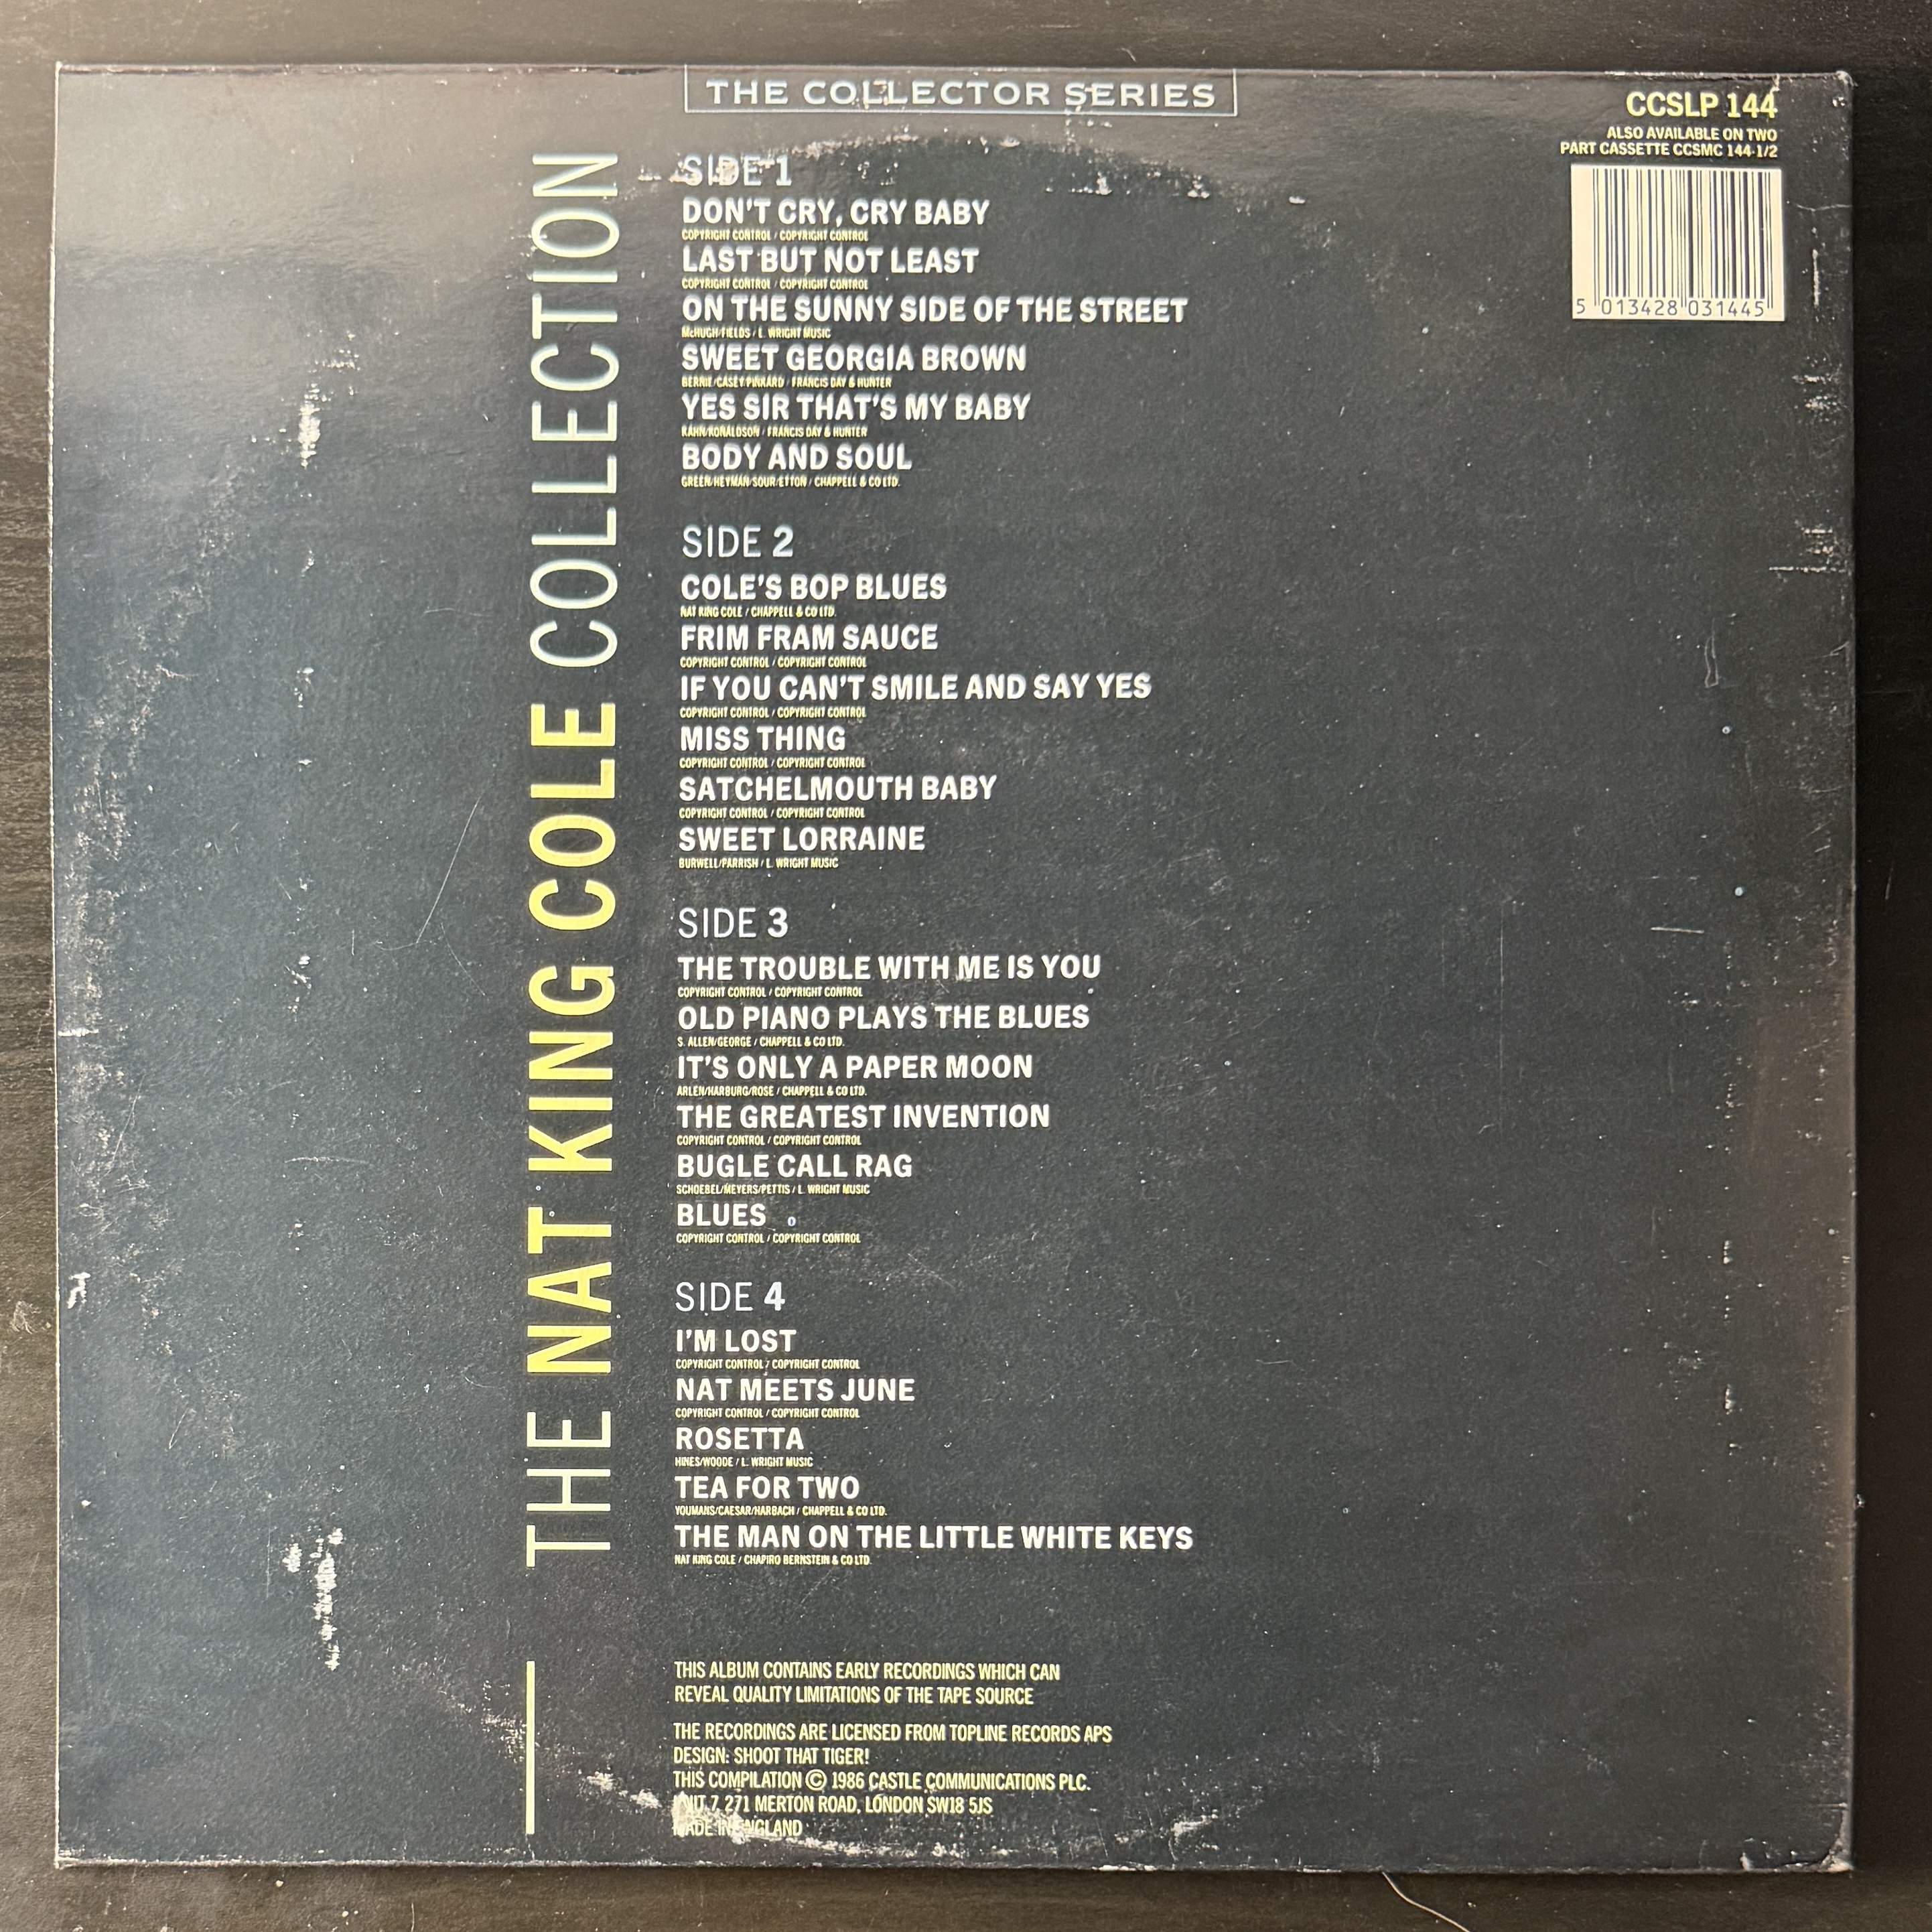 THE COLLECTOR SERIES
CCSLP 144
ALSO AVAILABLE ON TWO
PART CASSETTE CCSMC 144-1/2
5 013428 031445
THE NAT KING COLE COLLECTION
SIDE 1
DON'T CRY, CRY BABY
COPYRIGHT CONTROL / COPYRIGHT CONTROL
LAST BUT NOT LEAST
COPYRIGHT CONTROL / COPYRIGHT CONTROL
ON THE SUNNY SIDE OF THE STREET
McHUGH/FIELDS / L. WRIGHT MUSIC
SWEET GEORGIA BROWN
BERNIE/CASEY/PINKARD / FRANCIS DAY & HUNTER
YES SIR THAT'S MY BABY
KAHN/RONALDSON / FRANCIS DAY & HUNTER
BODY AND SOUL
GREEN/HEYMAN/SOUR/ETTON / CHAPPELL & CO LTD.
SIDE 2
COLE'S BOP BLUES
NAT KING COLE / CHAPPELL & CO LTD.
FRIM FRAM SAUCE
COPYRIGHT CONTROL / COPYRIGHT CONTROL
IF YOU CAN'T SMILE AND SAY YES
COPYRIGHT CONTROL / COPYRIGHT CONTROL
MISS THING
COPYRIGHT CONTROL / COPYRIGHT CONTROL
SATCHELMOUTH BABY
COPYRIGHT CONTROL / COPYRIGHT CONTROL
SWEET LORRAINE
BURWELL/PARRISH / L. WRIGHT MUSIC
SIDE 3
THE TROUBLE WITH ME IS YOU
COPYRIGHT CONTROL / COPYRIGHT CONTROL
OLD PIANO PLAYS THE BLUES
S. ALLEN/GEORGE / CHAPPELL & CO LTD.
IT'S ONLY A PAPER MOON
ARLEN/HARBURG/ROSE / CHAPPELL & CO LTD.
THE GREATEST INVENTION
COPYRIGHT CONTROL / COPYRIGHT CONTROL
BUGLE CALL RAG
SCHOEBEL/MEYERS/PETTIS / L. WRIGHT MUSIC
BLUES
COPYRIGHT CONTROL / COPYRIGHT CONTROL
SIDE 4
I'M LOST
COPYRIGHT CONTROL / COPYRIGHT CONTROL
NAT MEETS JUNE
COPYRIGHT CONTROL / COPYRIGHT CONTROL
ROSETTA
HINES/WOODE / L. WRIGHT MUSIC
TEA FOR TWO
YOUMANS/CAESAR/HARBACH / CHAPPELL & CO LTD.
THE MAN ON THE LITTLE WHITE KEYS
NAT KING COLE / CHAPIRO BERNSTEIN & CO LTD.
THIS ALBUM CONTAINS EARLY RECORDINGS WHICH CAN
REVEAL QUALITY LIMITATIONS OF THE TAPE SOURCE
THE RECORDINGS ARE LICENSED FROM TOPLINE RECORDS APS
DESIGN: SHOOT THAT TIGER!
THIS COMPILATION © 1986 CASTLE COMMUNICATIONS PLC.
UNIT 7, 271 MERTON ROAD, LONDON SW18 5JS
MADE IN ENGLAND